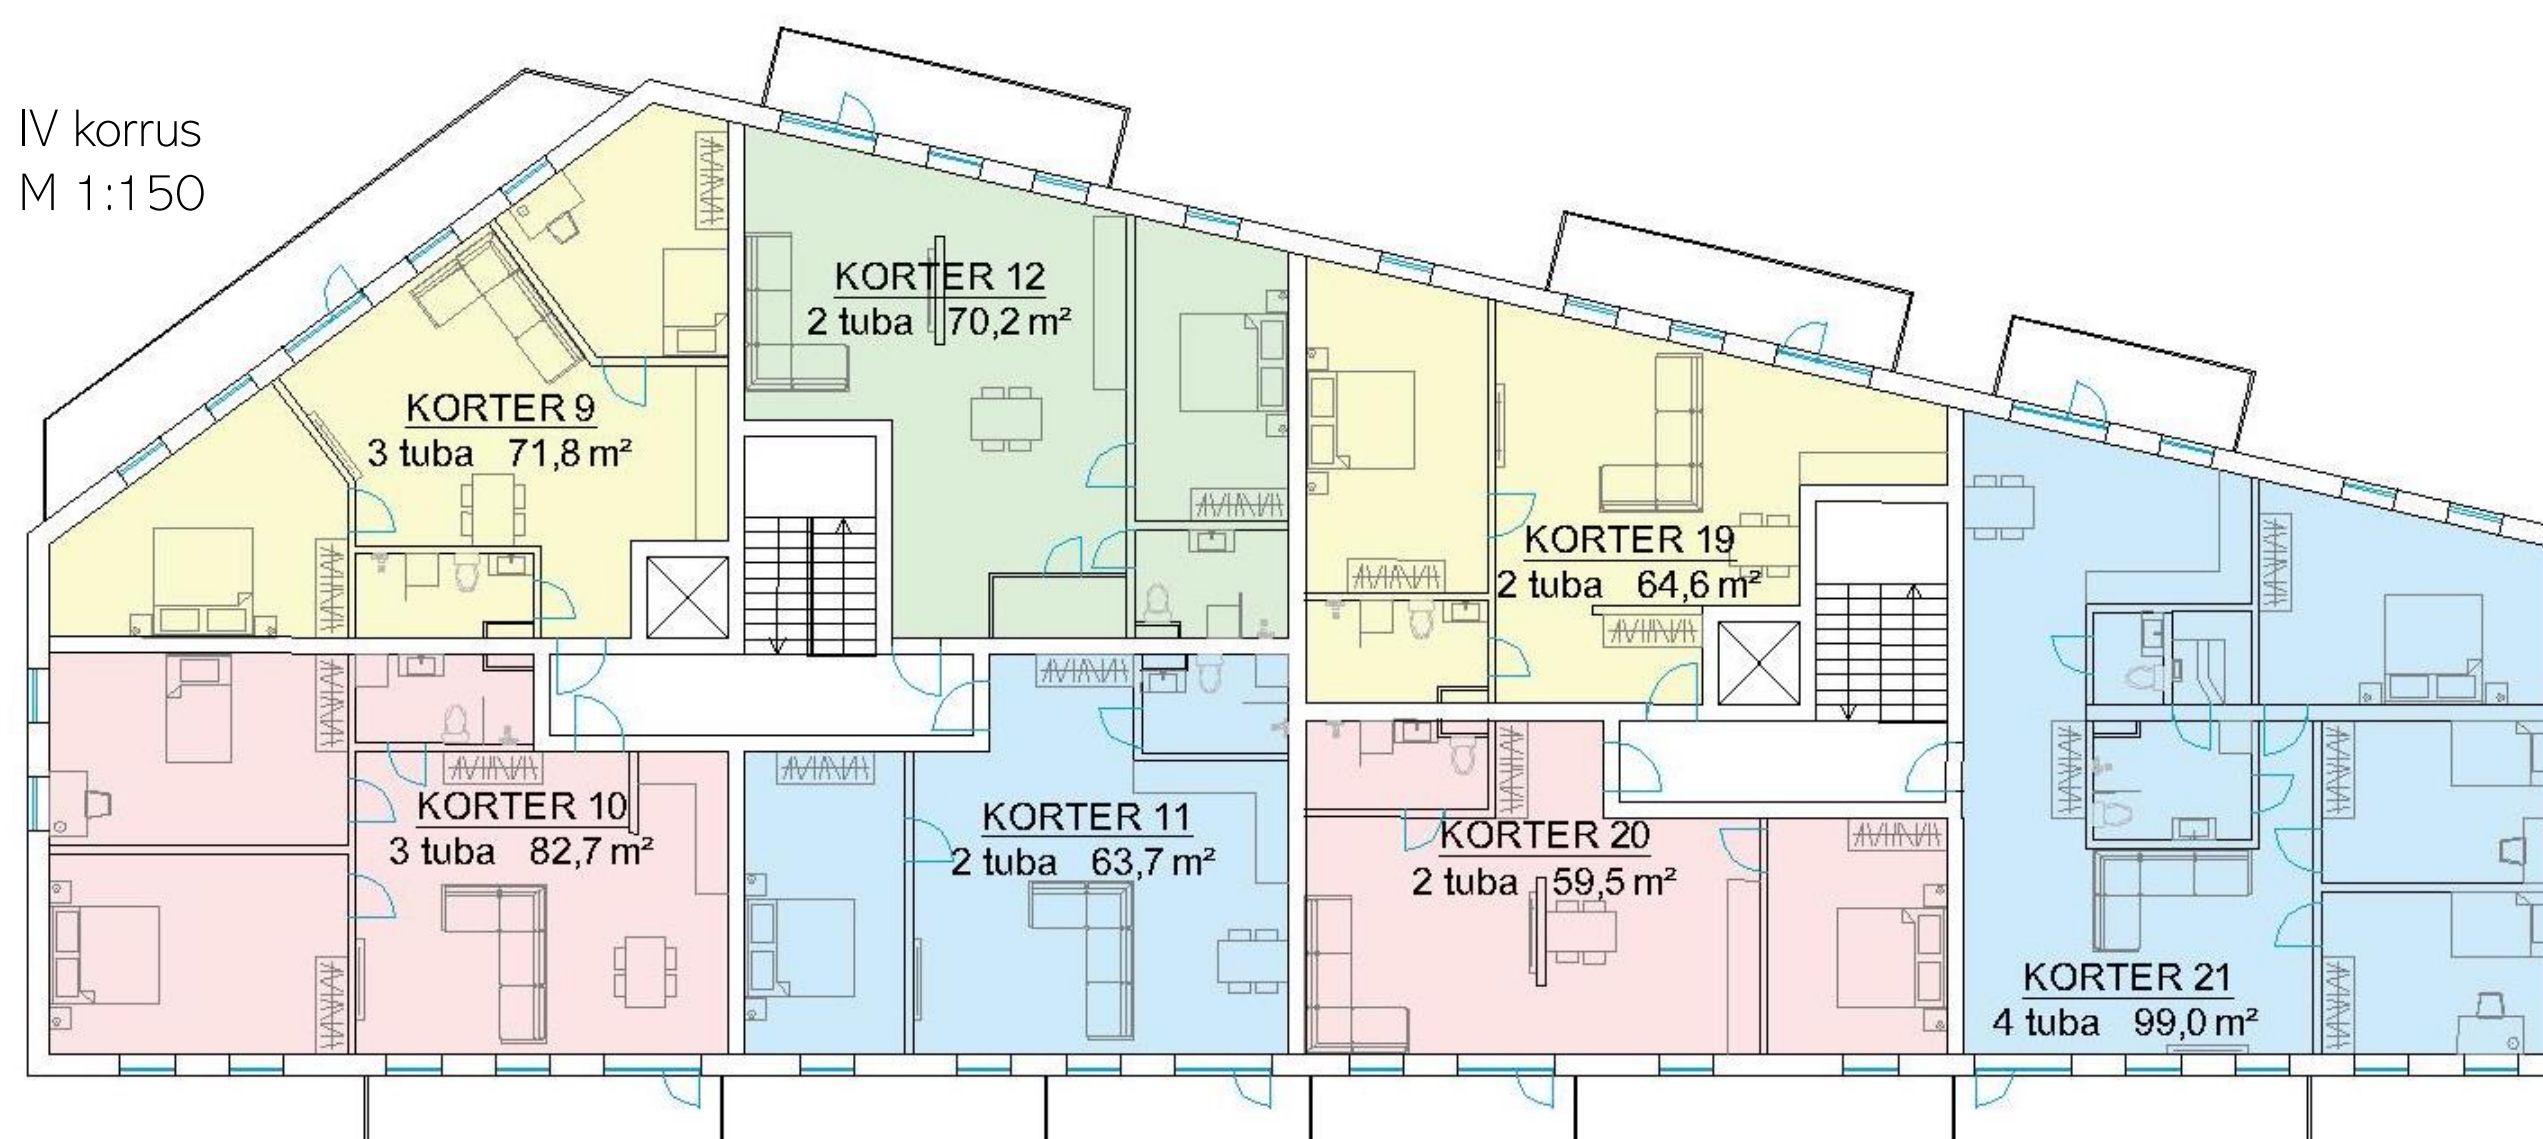 IV korrus
M 1:150
KORTER 9
3 tuba 71,8 m²
KORTER 12
2 tuba 70,2 m²
KORTER 19
2 tuba 64,6 m²
KORTER 10
3 tuba 82,7 m²
KORTER 11
2 tuba 63,7 m²
KORTER 20
2 tuba 59,5 m²
KORTER 21
4 tuba 99,0 m²